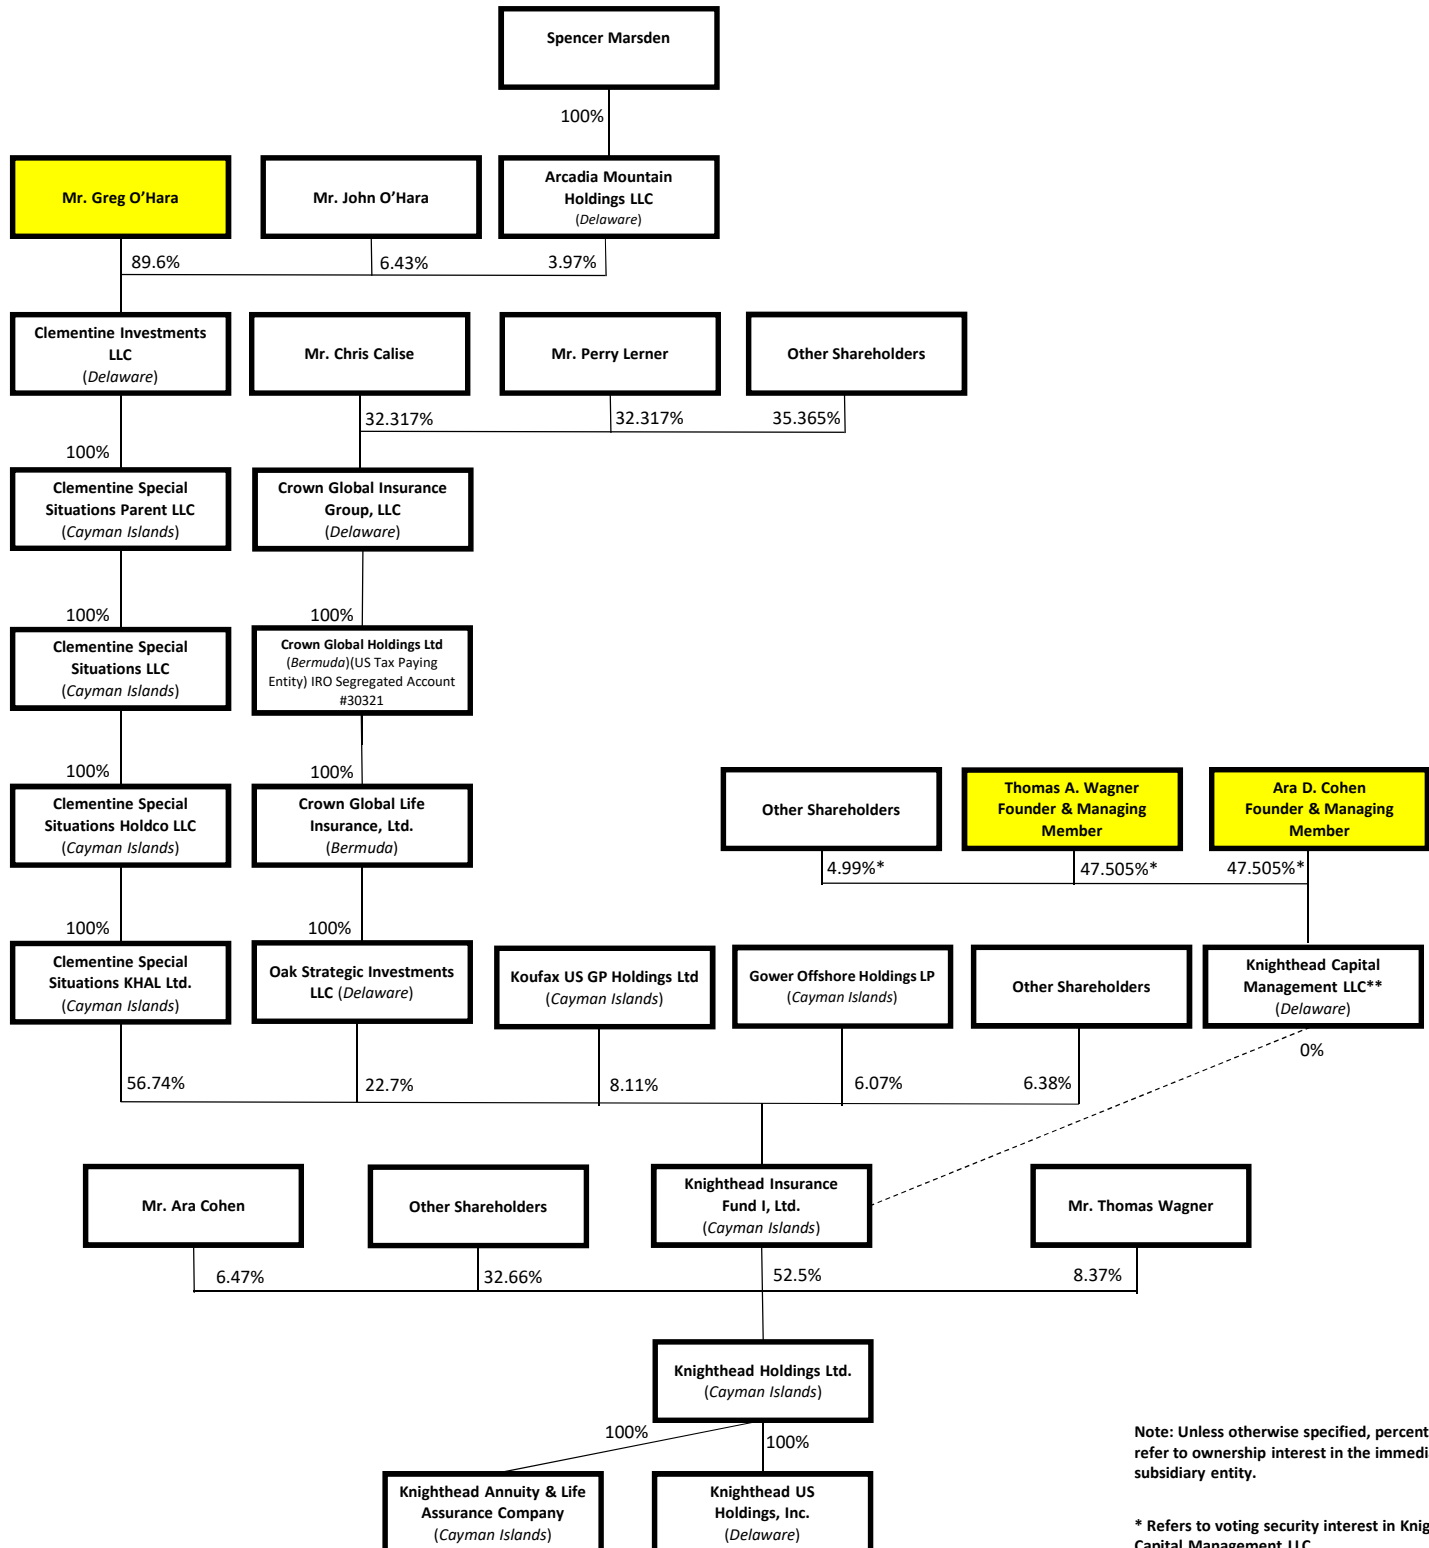 Spencer Marsden
100%
Mr. Greg O’Hara
Mr. John O’Hara
Arcadia Mountain
Holdings LLC
(Delaware)
89.6%
6.43%
3.97%
Clementine Investments
LLC
(Delaware)
Mr. Chris Calise
Mr. Perry Lerner
Other Shareholders
32.317%
32.317%
35.365%
100%
Clementine Special
Situations Parent LLC
(Cayman Islands)
Crown Global Insurance
Group, LLC
(Delaware)
100%
100%
Clementine Special
Situations LLC
(Cayman Islands)
Crown Global Holdings Ltd
(Bermuda)(US Tax Paying
Entity) IRO Segregated Account
#30321
100%
100%
Clementine Special
Situations Holdco LLC
(Cayman Islands)
Crown Global Life
Insurance, Ltd.
(Bermuda)
Other Shareholders
Thomas A. Wagner
Founder & Managing
Member
Ara D. Cohen
Founder & Managing
Member
4.99%*
47.505%*
47.505%*
100%
100%
Clementine Special
Situations KHAL Ltd.
(Cayman Islands)
Oak Strategic Investments
LLC (Delaware)
Koufax US GP Holdings Ltd
(Cayman Islands)
Gower Offshore Holdings LP
(Cayman Islands)
Other Shareholders
Knighthead Capital
Management LLC**
(Delaware)
0%
56.74%
22.7%
8.11%
6.07%
6.38%
Mr. Ara Cohen
Other Shareholders
Knighthead Insurance
Fund I, Ltd.
(Cayman Islands)
Mr. Thomas Wagner
6.47%
32.66%
52.5%
8.37%
Knighthead Holdings Ltd.
(Cayman Islands)
100%
100%
Knighthead Annuity & Life
Assurance Company
(Cayman Islands)
Knighthead US
Holdings, Inc.
(Delaware)
Note: Unless otherwise specified, percent
refer to ownership interest in the immedi
subsidiary entity.
* Refers to voting security interest in Knig
Capital Management LLC